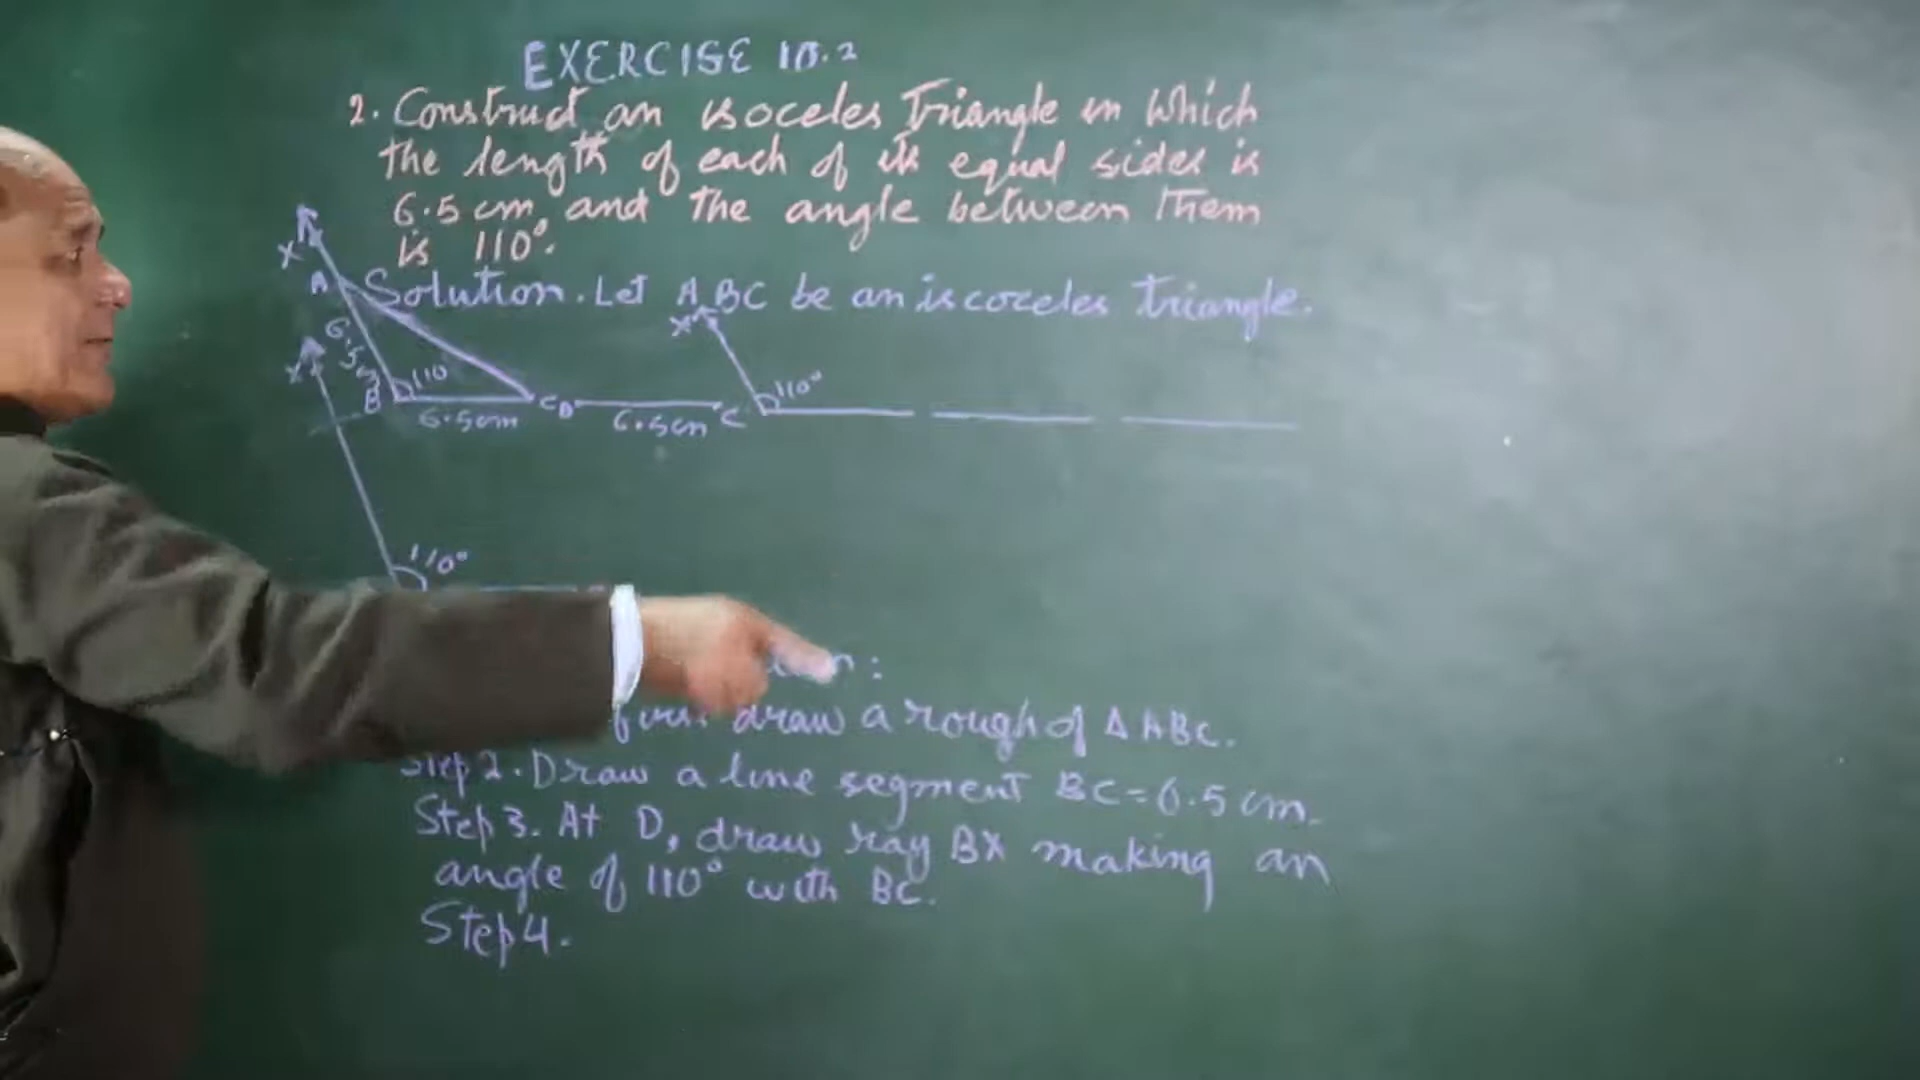 EXERCISE 10.2
2. Construct an isoceles Triangle in which
the length of each of its equal sides is
6.5 cm, and the angle between them
is 110°.
Solution. Let ABC be an iscoceles triangle.
X
A
6.5cm
B
110
6.5cm
C
B
6.5cm
C
X
110°
X
110°
n:
first draw a rough of Δ ABC.
Step 2. Draw a line segment BC=6.5 cm.
Step 3. At D, draw ray BX making an
angle of 110° with BC.
Step 4.